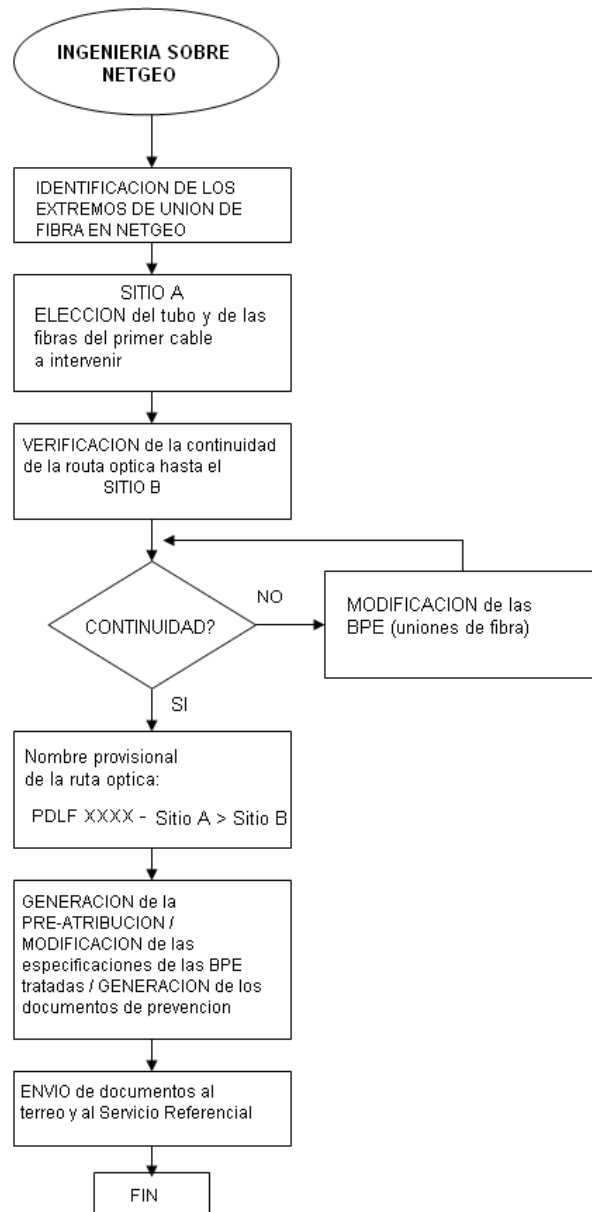 INGENIERIA SOBRE
NETGEO
IDENTIFICACION DE LOS
EXTREMOS DE UNION DE
FIBRA EN NETGEO
SITIO A
ELECCION del tubo y de las
fibras del primer cable
a intervenir
VERIFICACION de la continuidad
de la routa optica hasta el
SITIO B
CONTINUIDAD?
NO
MODIFICACION de las
BPE (uniones de fibra)
SI
Nombre provisional
de la ruta optica:
PDLF XXXX - Sitio A > Sitio B
GENERACION de la
PRE-ATRIBUCION /
MODIFICACION de las
especificaciones de las BPE
tratadas / GENERACION de los
documentos de prevencion
ENVIO de documentos al
terreo y al Servicio Referencial
FIN